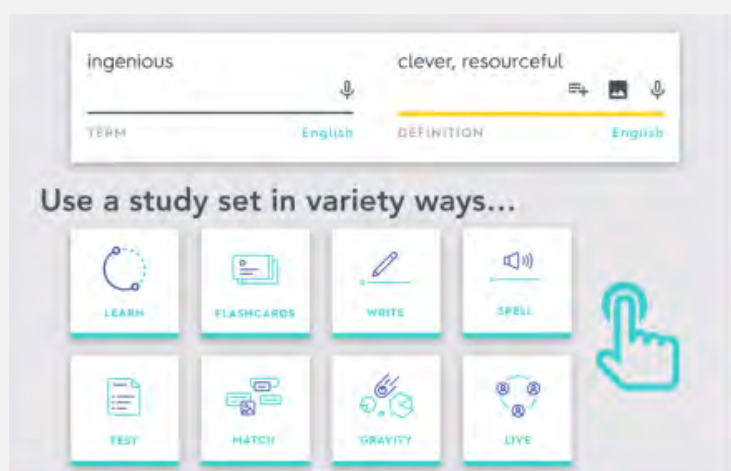 ingenious clever, resourceful
TERM English DEFINITION English
Use a study set in variety ways...
LEARN FLASHCARDS WRITE SPELL
TEST MATCH GRAVITY LIVE